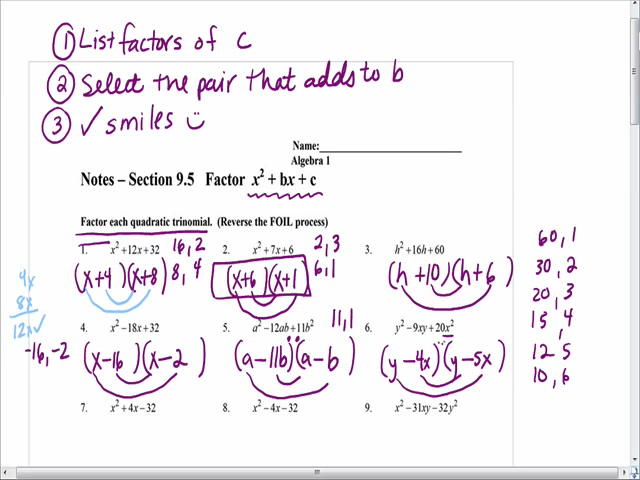 ① List factors of c
② Select the pair that adds to b
③ ✓ smiles ☺
Name:
Algebra 1
Notes – Section 9.5 Factor x² + bx + c
Factor each quadratic trinomial. (Reverse the FOIL process)
1. x² + 12x + 32 16, 2
8, 4
(x+4)(x+8)
4x
8x
12x ✓
2. x² + 7x + 6 2, 3
6, 1
(x+6)(x+1)
3. h² + 16h + 60
(h+10)(h+6)
60, 1
30, 2
20, 3
15, 4
12, 5
10, 6
4. x² – 18x + 32
-16, -2
(x-16)(x-2)
5. a² – 12ab + 11b² 11, 1
(a-11b)(a-b)
6. y² – 9xy + 20x²
(y-4x)(y-5x)
7. x² + 4x – 32
8. x² – 4x – 32
9. x² – 31xy – 32y²